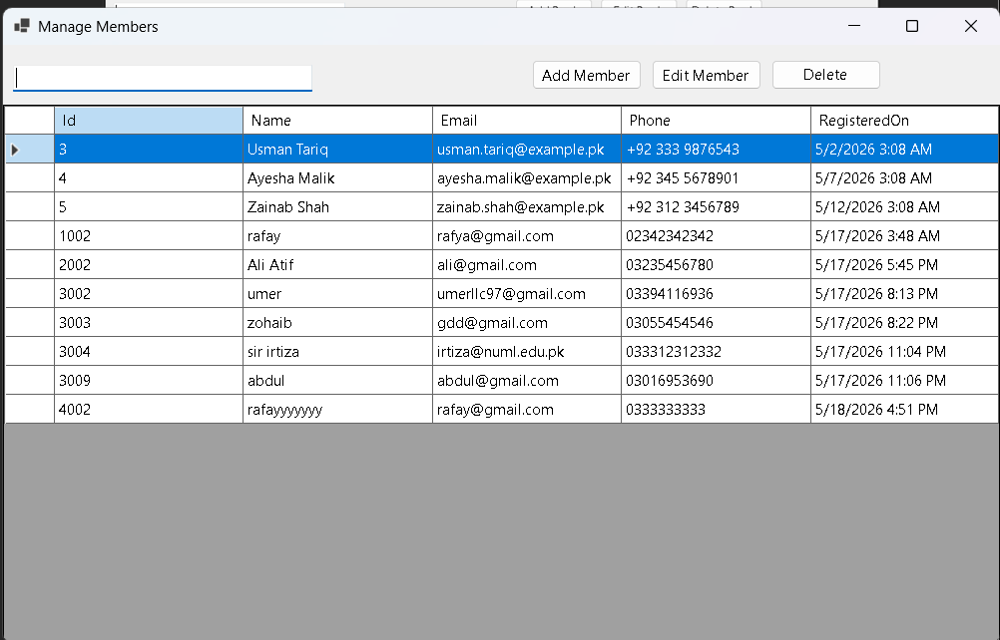 Manage Members
Add Member Edit Member Delete
Id Name Email Phone RegisteredOn
3 Usman Tariq usman.tariq@example.pk +92 333 9876543 5/2/2026 3:08 AM
4 Ayesha Malik ayesha.malik@example.pk +92 345 5678901 5/7/2026 3:08 AM
5 Zainab Shah zainab.shah@example.pk +92 312 3456789 5/12/2026 3:08 AM
1002 rafay rafya@gmail.com 02342342342 5/17/2026 3:48 AM
2002 Ali Atif ali@gmail.com 03235456780 5/17/2026 5:45 PM
3002 umer umerllc97@gmail.com 03394116936 5/17/2026 8:13 PM
3003 zohaib gdd@gmail.com 03055454546 5/17/2026 8:22 PM
3004 sir irtiza irtiza@numl.edu.pk 033312312332 5/17/2026 11:04 PM
3009 abdul abdul@gmail.com 03016953690 5/17/2026 11:06 PM
4002 rafayyyyyyy rafay@gmail.com 0333333333 5/18/2026 4:51 PM